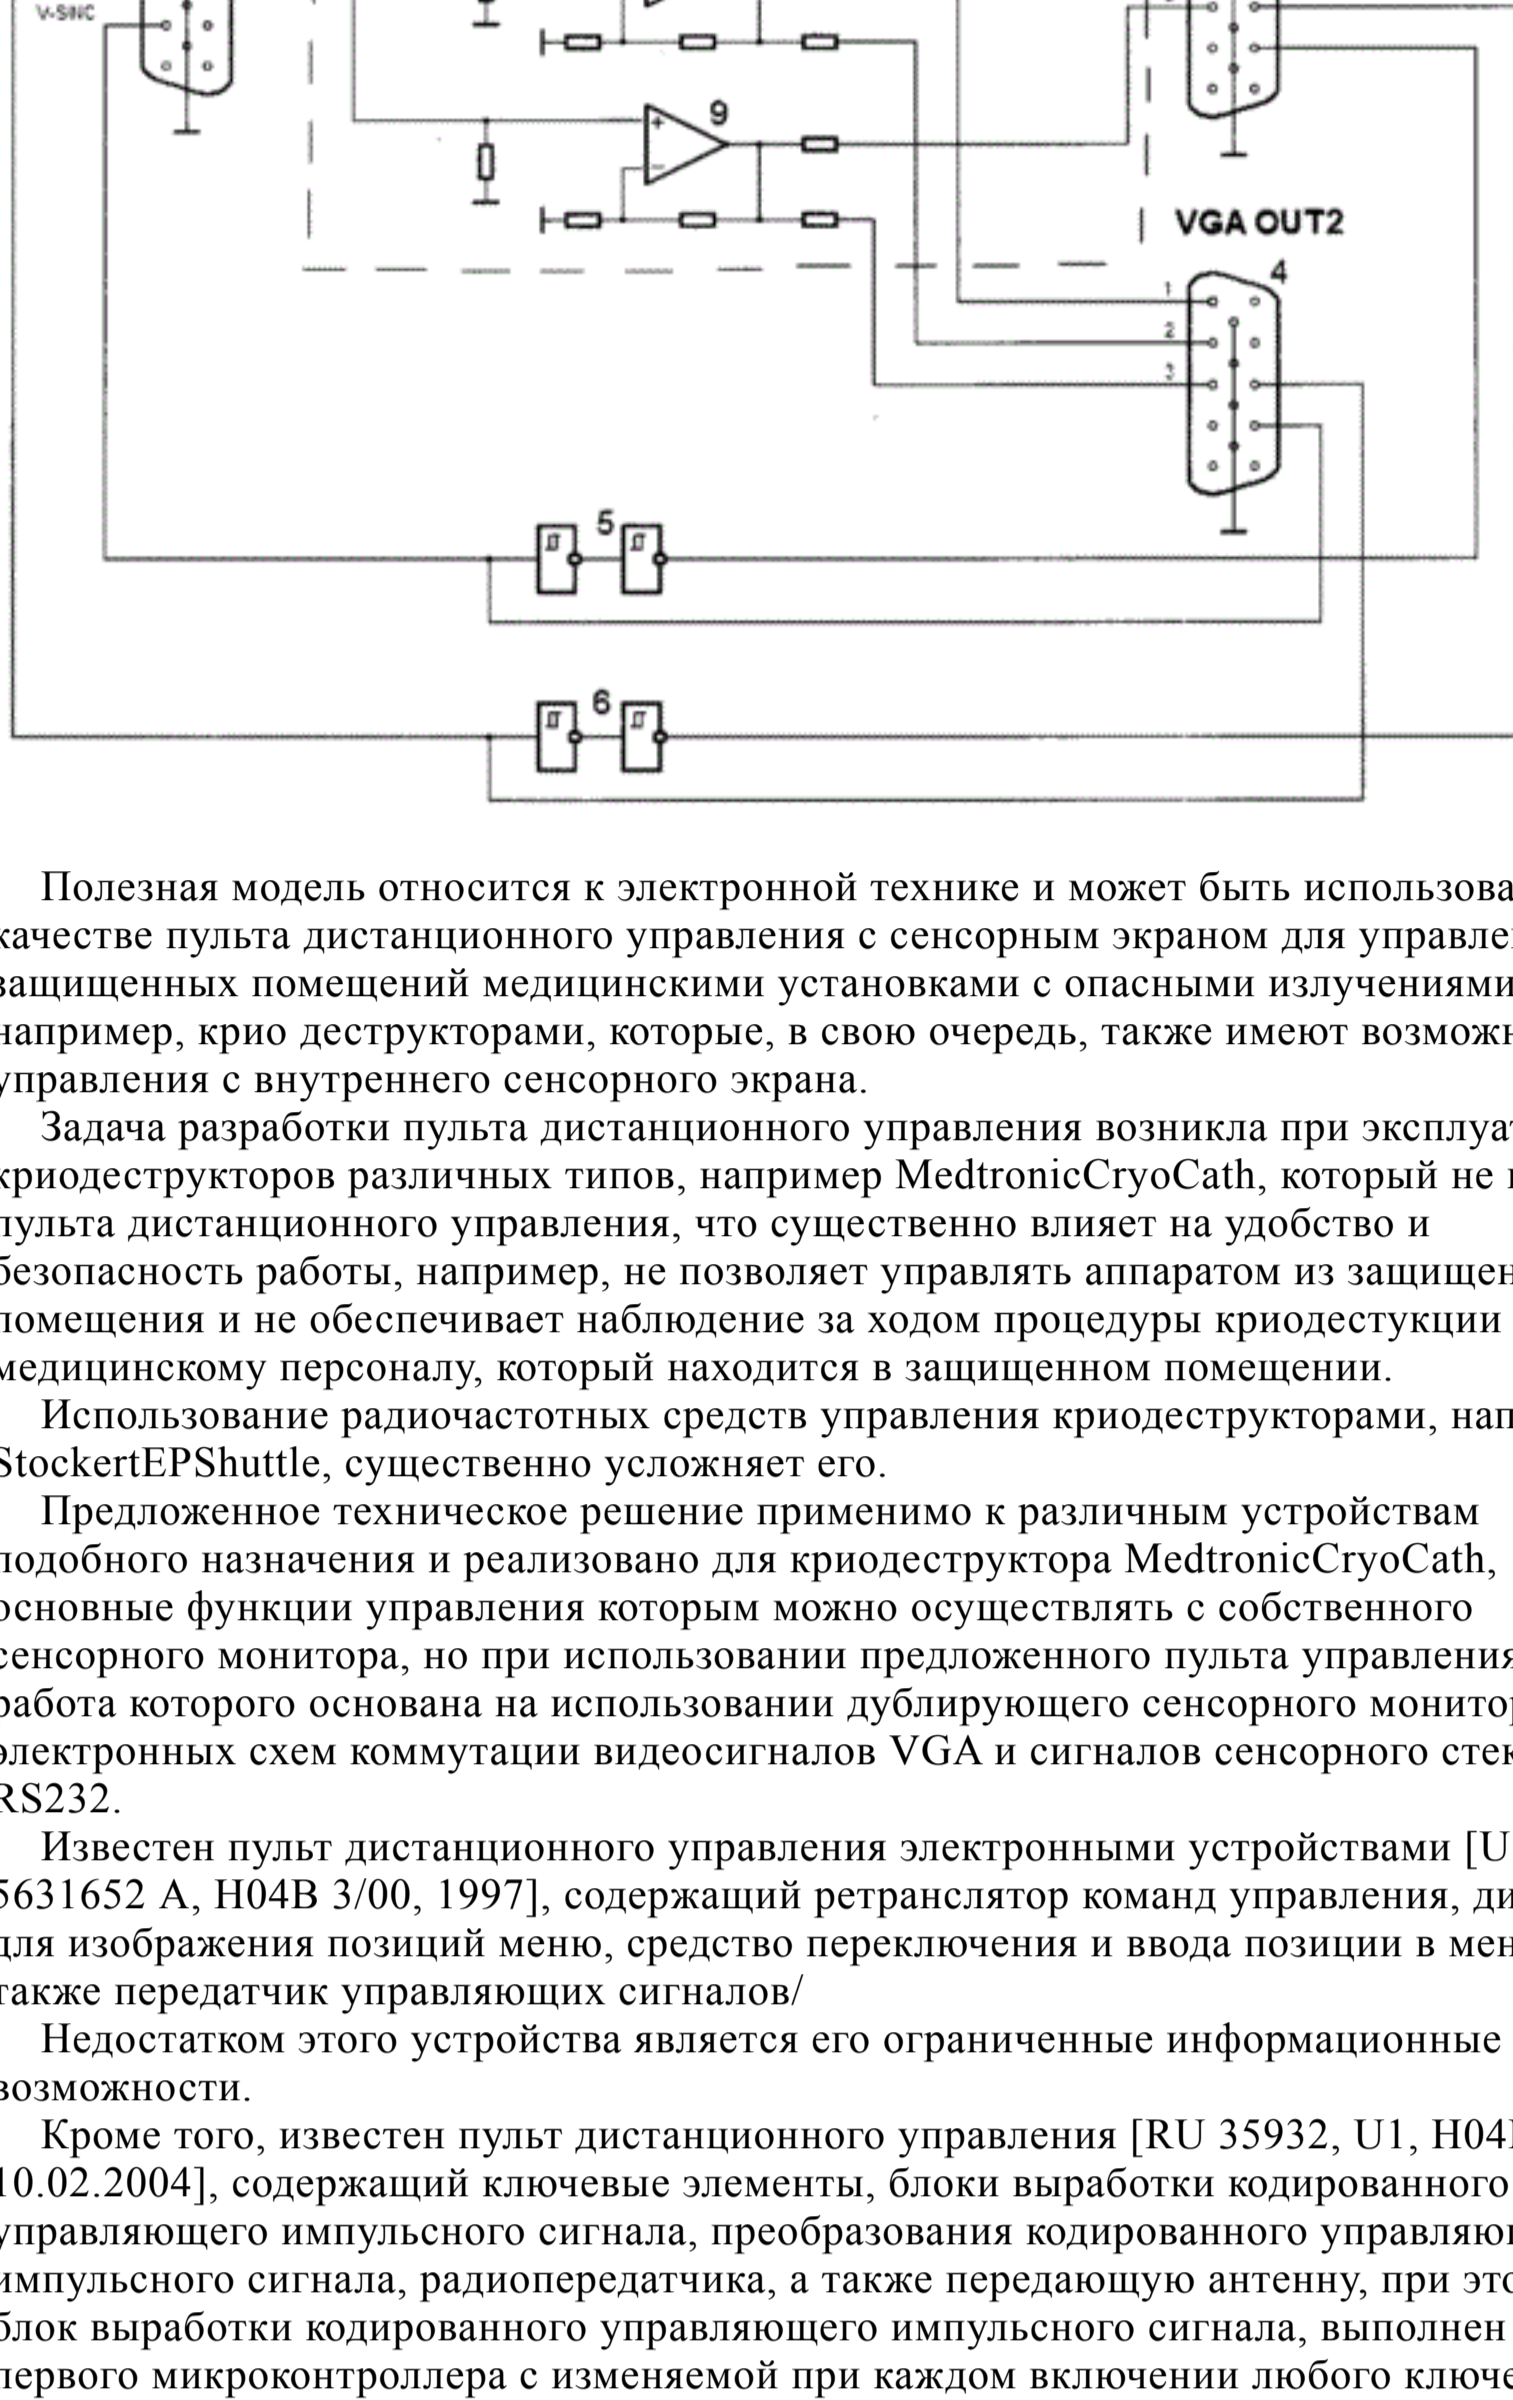 V-SINC
9
VGA OUT2
4
1
2
3
5
6
Полезная модель относится к электронной технике и может быть использова
качестве пульта дистанционного управления с сенсорным экраном для управле
защищенных помещений медицинскими установками с опасными излучениями
например, крио деструкторами, которые, в свою очередь, также имеют возможн
управления с внутреннего сенсорного экрана.
Задача разработки пульта дистанционного управления возникла при эксплуат
криодеструкторов различных типов, например MedtronicCryoCath, который не
пульта дистанционного управления, что существенно влияет на удобство и
безопасность работы, например, не позволяет управлять аппаратом из защищен
помещения и не обеспечивает наблюдение за ходом процедуры криодестукции
медицинскому персоналу, который находится в защищенном помещении.
Использование радиочастотных средств управления криодеструкторами, нап
StockertEPShuttle, существенно усложняет его.
Предложенное техническое решение применимо к различным устройствам
подобного назначения и реализовано для криодеструктора MedtronicCryoCath,
основные функции управления которым можно осуществлять с собственного
сенсорного монитора, но при использовании предложенного пульта управления
работа которого основана на использовании дублирующего сенсорного монитор
электронных схем коммутации видеосигналов VGA и сигналов сенсорного стек
RS232.
Известен пульт дистанционного управления электронными устройствами [U
5631652 A, H04B 3/00, 1997], содержащий ретранслятор команд управления, ди
для изображения позиций меню, средство переключения и ввода позиции в мен
также передатчик управляющих сигналов/
Недостатком этого устройства является его ограниченные информационные
возможности.
Кроме того, известен пульт дистанционного управления [RU 35932, U1, H04
10.02.2004], содержащий ключевые элементы, блоки выработки кодированного
управляющего импульсного сигнала, преобразования кодированного управляющ
импульсного сигнала, радиопередатчика, а также передающую антенну, при это
блок выработки кодированного управляющего импульсного сигнала, выполнен
первого микроконтроллера с изменяемой при каждом включении любого ключе